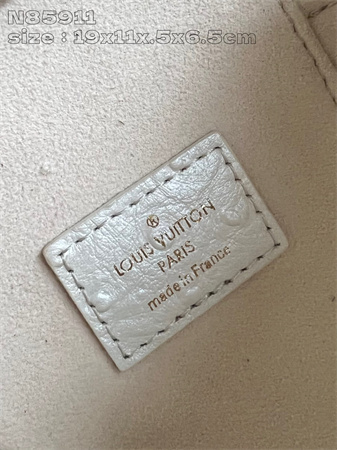 N85911
size：19x11x.5x6.5cm
LOUIS VUITTON
PARIS
made in France